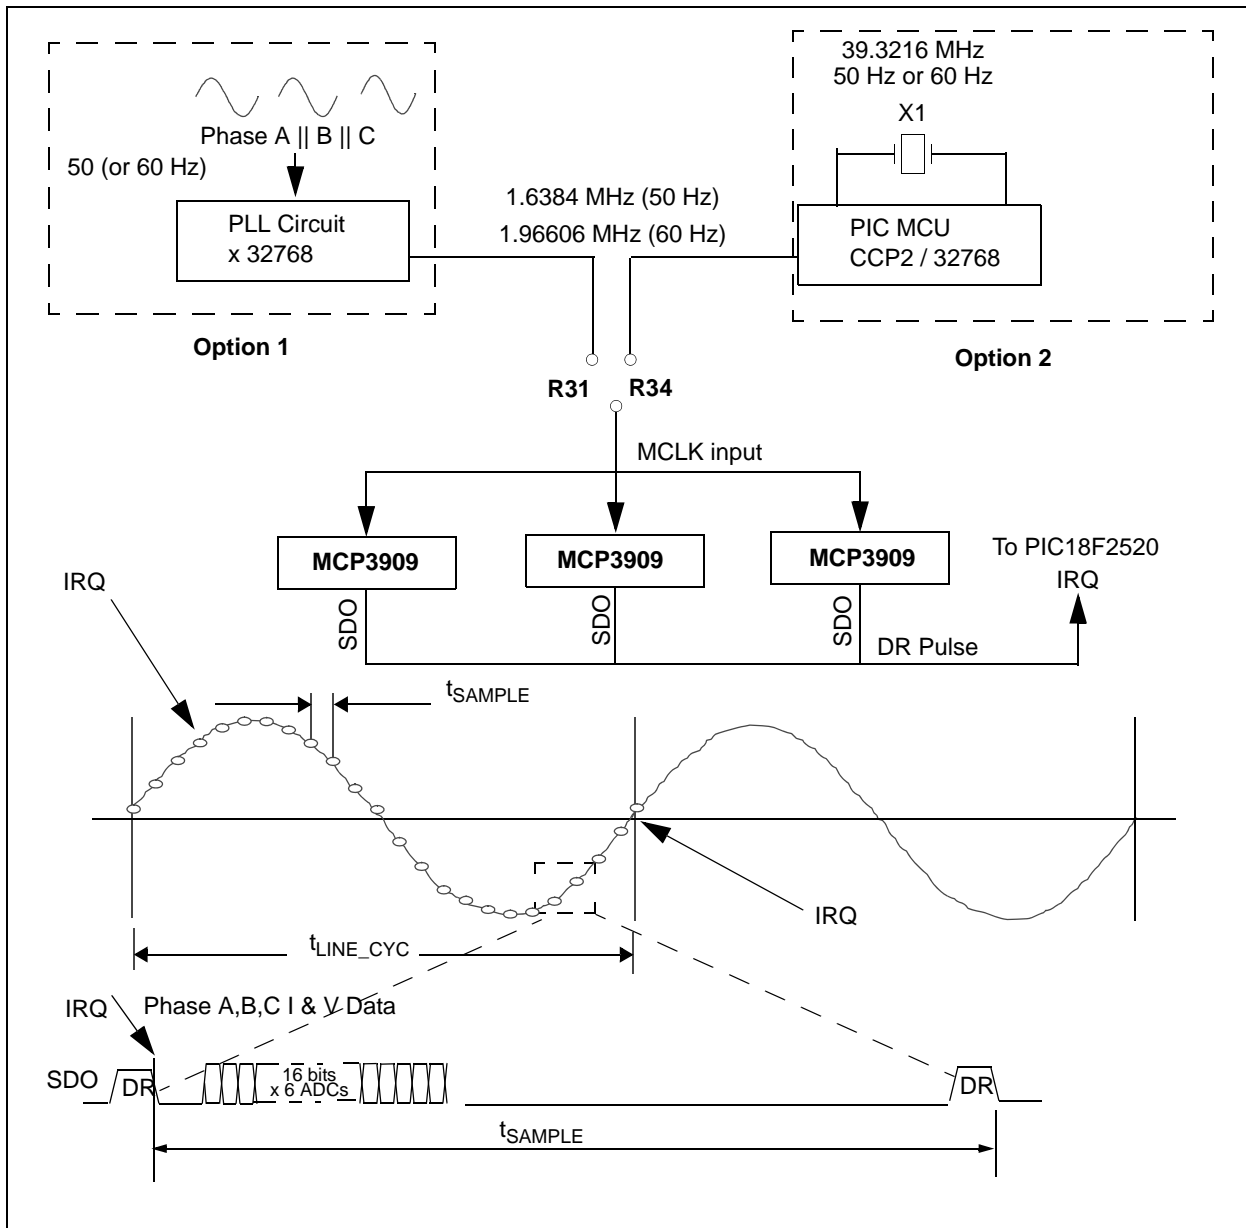 39.3216 MHz
50 Hz or 60 Hz
X1
Phase A || B || C
50 (or 60 Hz)
PLL Circuit
x 32768
1.6384 MHz (50 Hz)
1.96606 MHz (60 Hz)
PIC MCU
CCP2 / 32768
Option 1
Option 2
R31
R34
MCLK input
MCP3909
MCP3909
MCP3909
To PIC18F2520
IRQ
SDO
SDO
SDO
DR Pulse
IRQ
tSAMPLE
IRQ
tLINE_CYC
IRQ
Phase A,B,C I & V Data
SDO
DR
16 bits
x 6 ADCs
DR
tSAMPLE